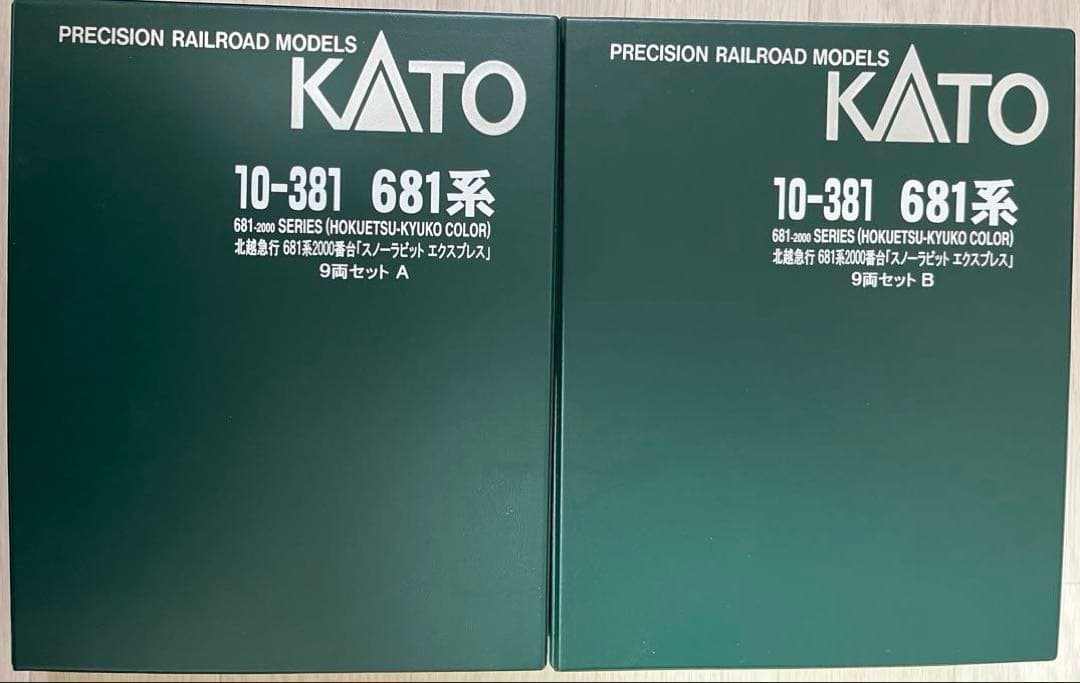 PRECISION RAILROAD MODELS
KATO
10-381 681系
681-2000 SERIES (HOKUETSU-KYUKO COLOR)
北越急行 681系2000番台「スノーラビット エクスプレス」
9両セット A
PRECISION RAILROAD MODELS
KATO
10-381 681系
681-2000 SERIES (HOKUETSU-KYUKO COLOR)
北越急行 681系2000番台「スノーラビット エクスプレス」
9両セット B